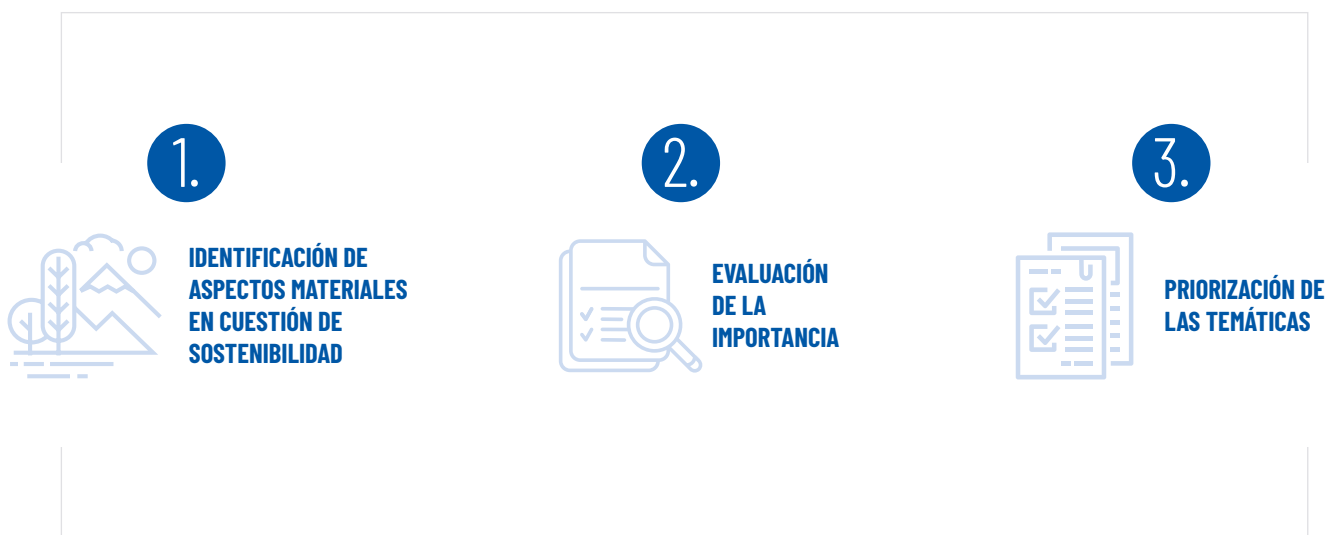 1.
IDENTIFICACIÓN DE
ASPECTOS MATERIALES
EN CUESTIÓN DE
SOSTENIBILIDAD
2.
EVALUACIÓN
DE LA
IMPORTANCIA
3.
PRIORIZACIÓN DE
LAS TEMÁTICAS